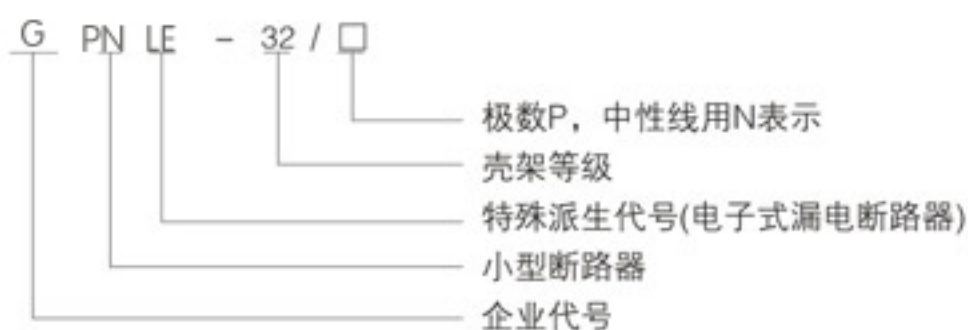 G PN LE - 32 / □
极数P，中性线用N表示
壳架等级
特殊派生代号(电子式漏电断路器)
小型断路器
企业代号